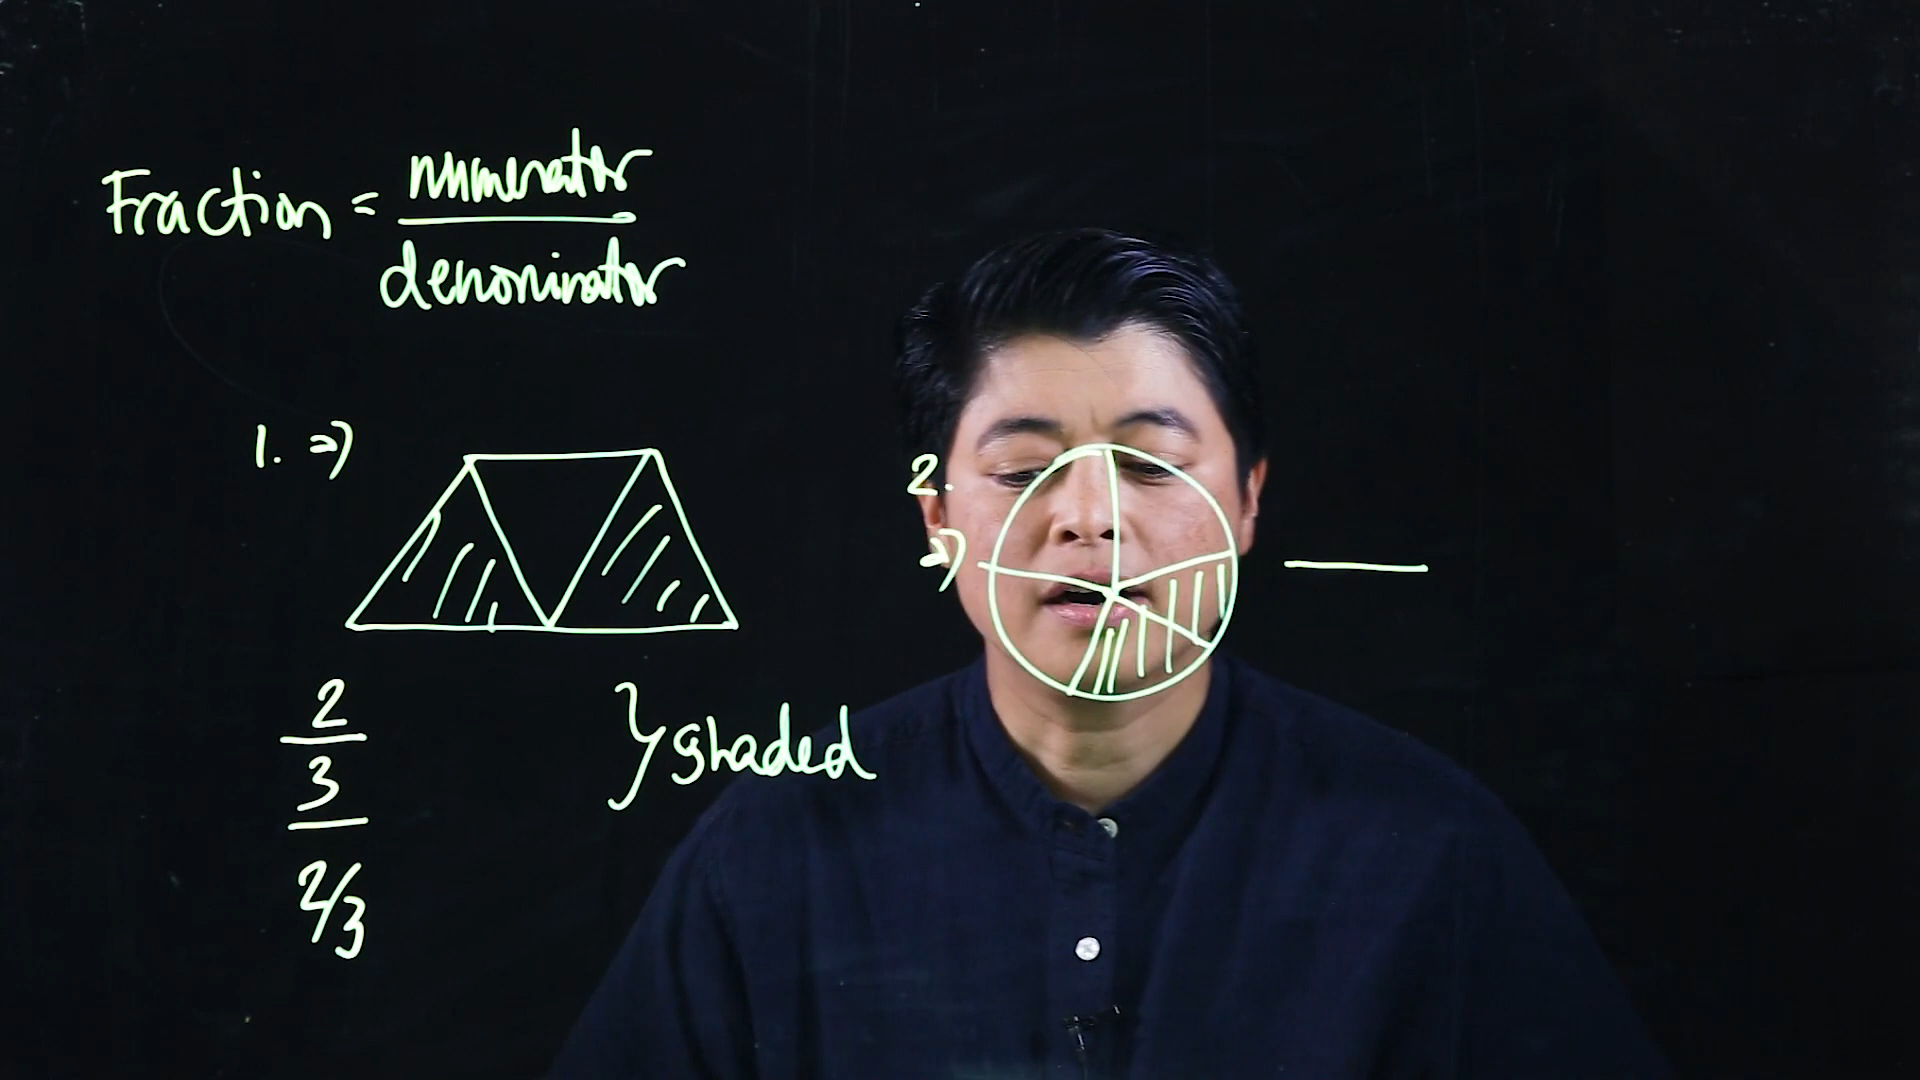 Fraction = numerator
denominator
1. ⇒
2.
⇒
2
3
} shaded
2/3